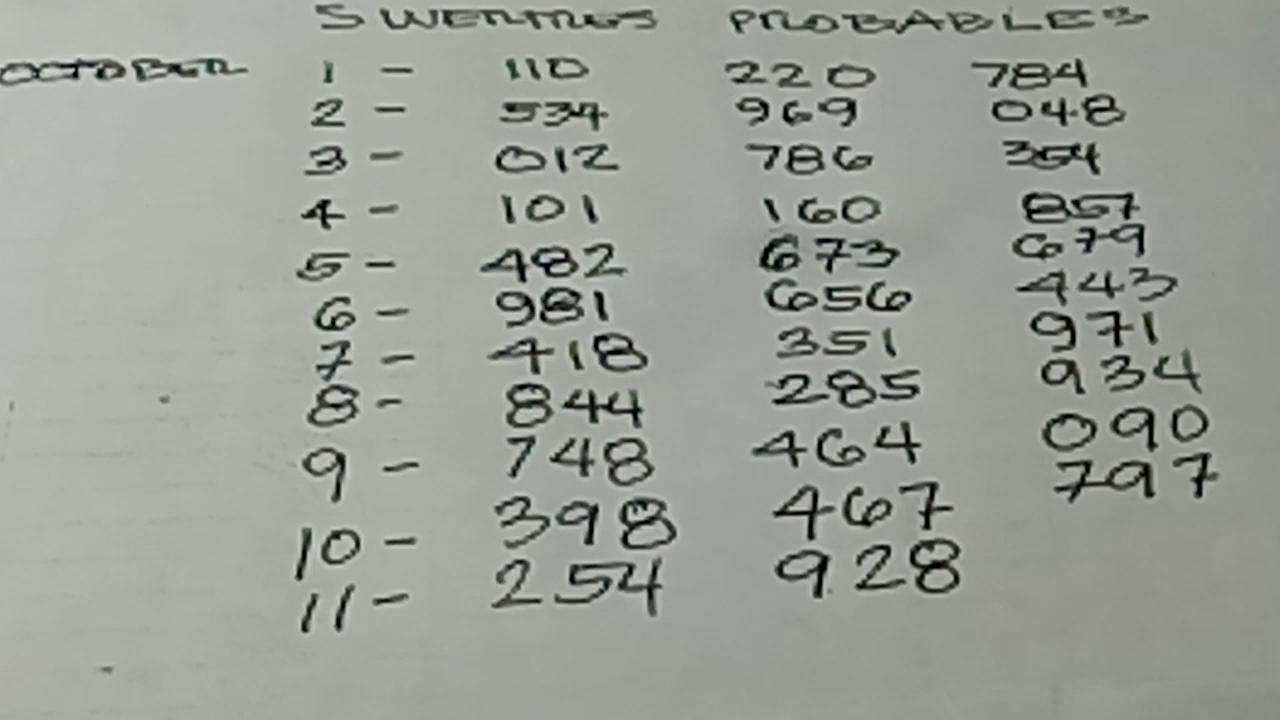 S WERTRES PROBABLES
OCTOBER 1 - 110 220 784
2 - 534 969 048
3 - 012 786 354
4 - 101 160 857
5 - 482 673 679
6 - 981 656 443
7 - 418 351 971
8 - 844 285 934
9 - 748 464 090
10 - 398 467 797
11 - 254 928